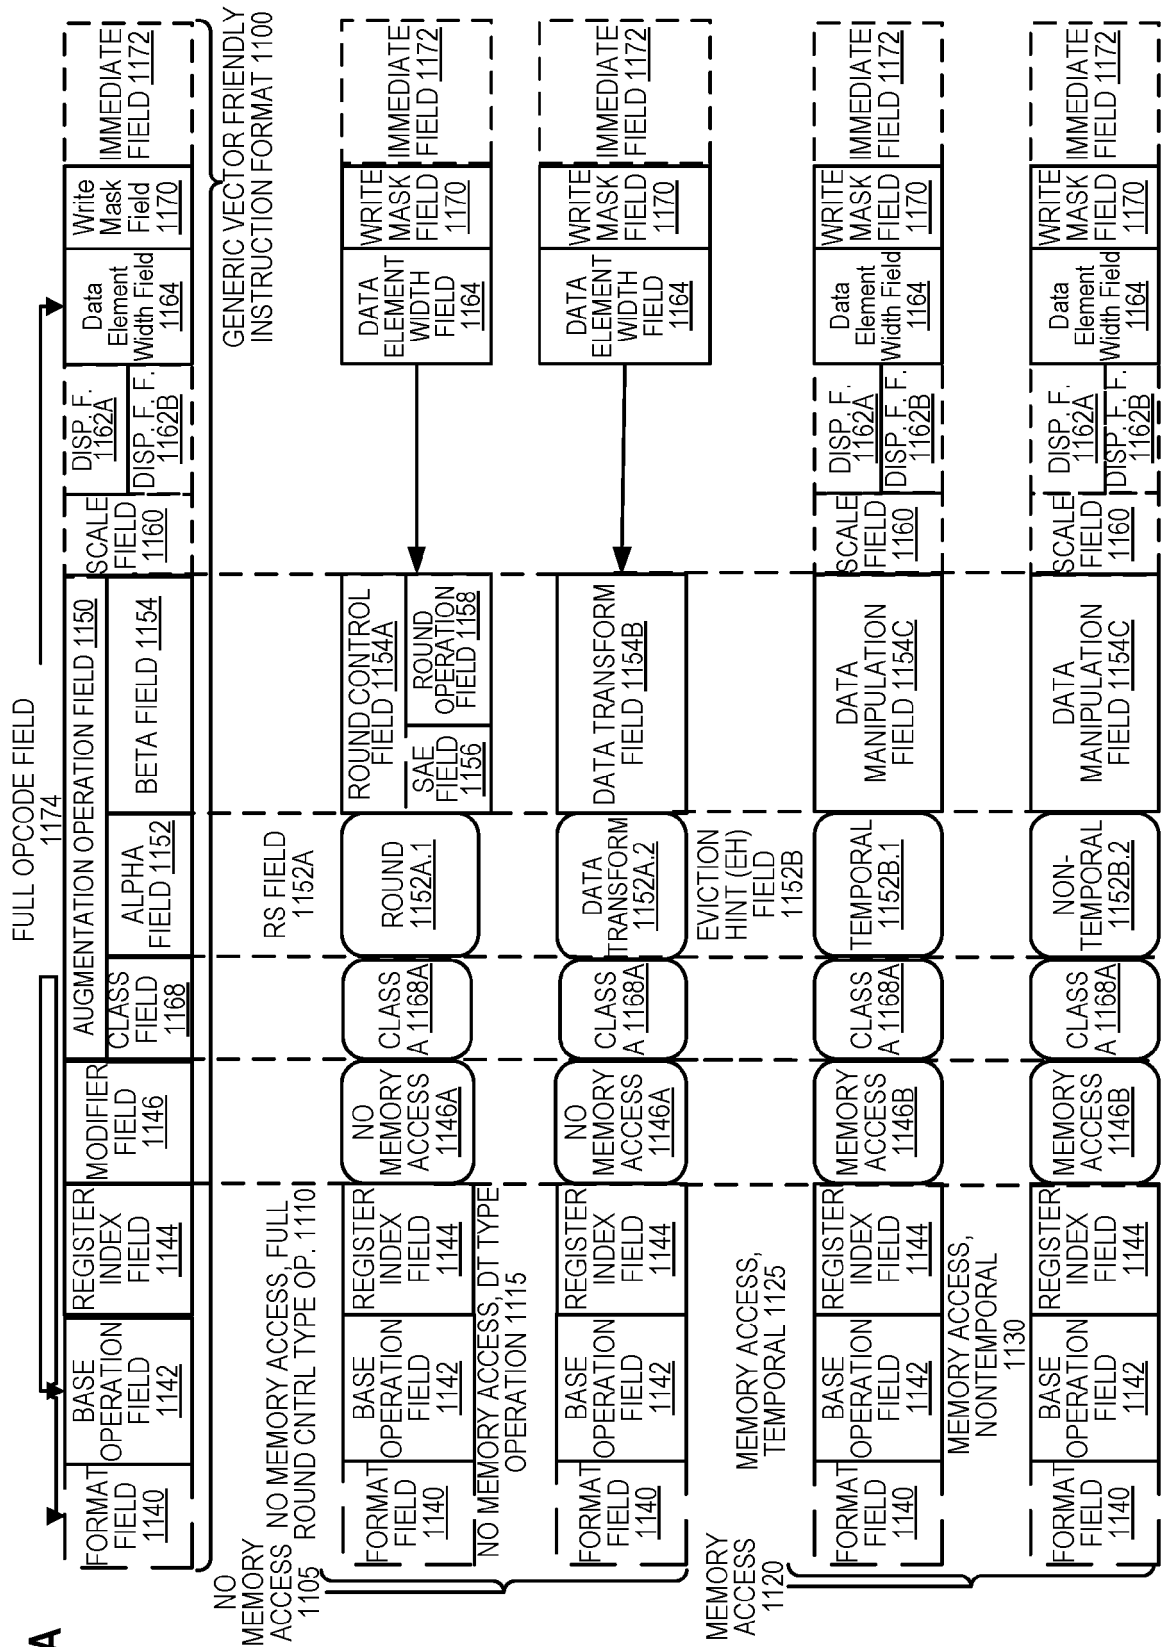 A
FULL OPCODE FIELD
1174
FORMAT
FIELD
1140
BASE
OPERATION
FIELD
1142
REGISTER
INDEX
FIELD
1144
MODIFIER
FIELD
1146
AUGMENTATION OPERATION FIELD 1150
CLASS
FIELD
1168
ALPHA
FIELD 1152
BETA FIELD 1154
SCALE
FIELD
1160
DISP. F.
1162A
DISP. F. F.
1162B
Data
Element
Width Field
1164
Write
Mask
Field
1170
IMMEDIATE
FIELD 1172
GENERIC VECTOR FRIENDLY
INSTRUCTION FORMAT 1100
NO
MEMORY
ACCESS
1105
NO MEMORY ACCESS, FULL
ROUND CNTRL TYPE OP. 1110
RS FIELD
1152A
FORMAT
FIELD
1140
BASE
OPERATION
FIELD
1142
REGISTER
INDEX
FIELD
1144
NO
MEMORY
ACCESS
1146A
CLASS
A 1168A
ROUND
1152A.1
ROUND CONTROL
FIELD 1154A
SAE
FIELD
1156
ROUND
OPERATION
FIELD 1158
DATA
ELEMENT
WIDTH
FIELD
1164
WRITE
MASK
FIELD
1170
IMMEDIATE
FIELD 1172
NO MEMORY ACCESS, DT TYPE
OPERATION 1115
FORMAT
FIELD
1140
BASE
OPERATION
FIELD
1142
REGISTER
INDEX
FIELD
1144
NO
MEMORY
ACCESS
1146A
CLASS
A 1168A
DATA
TRANSFORM
1152A.2
DATA TRANSFORM
FIELD 1154B
DATA
ELEMENT
WIDTH
FIELD
1164
WRITE
MASK
FIELD
1170
IMMEDIATE
FIELD 1172
MEMORY
ACCESS
1120
MEMORY ACCESS,
TEMPORAL 1125
EVICTION
HINT (EH)
FIELD
1152B
FORMAT
FIELD
1140
BASE
OPERATION
FIELD
1142
REGISTER
INDEX
FIELD
1144
MEMORY
ACCESS
1146B
CLASS
A 1168A
TEMPORAL
1152B.1
DATA
MANIPULATION
FIELD 1154C
SCALE
FIELD
1160
DISP. F.
1162A
DISP. F. F.
1162B
Data
Element
Width Field
1164
WRITE
MASK
FIELD
1170
IMMEDIATE
FIELD 1172
MEMORY ACCESS,
NONTEMPORAL
1130
FORMAT
FIELD
1140
BASE
OPERATION
FIELD
1142
REGISTER
INDEX
FIELD
1144
MEMORY
ACCESS
1146B
CLASS
A 1168A
NON-
TEMPORAL
1152B.2
DATA
MANIPULATION
FIELD 1154C
SCALE
FIELD
1160
DISP. F.
1162A
DISP. F. F.
1162B
Data
Element
Width Field
1164
WRITE
MASK
FIELD
1170
IMMEDIATE
FIELD 1172